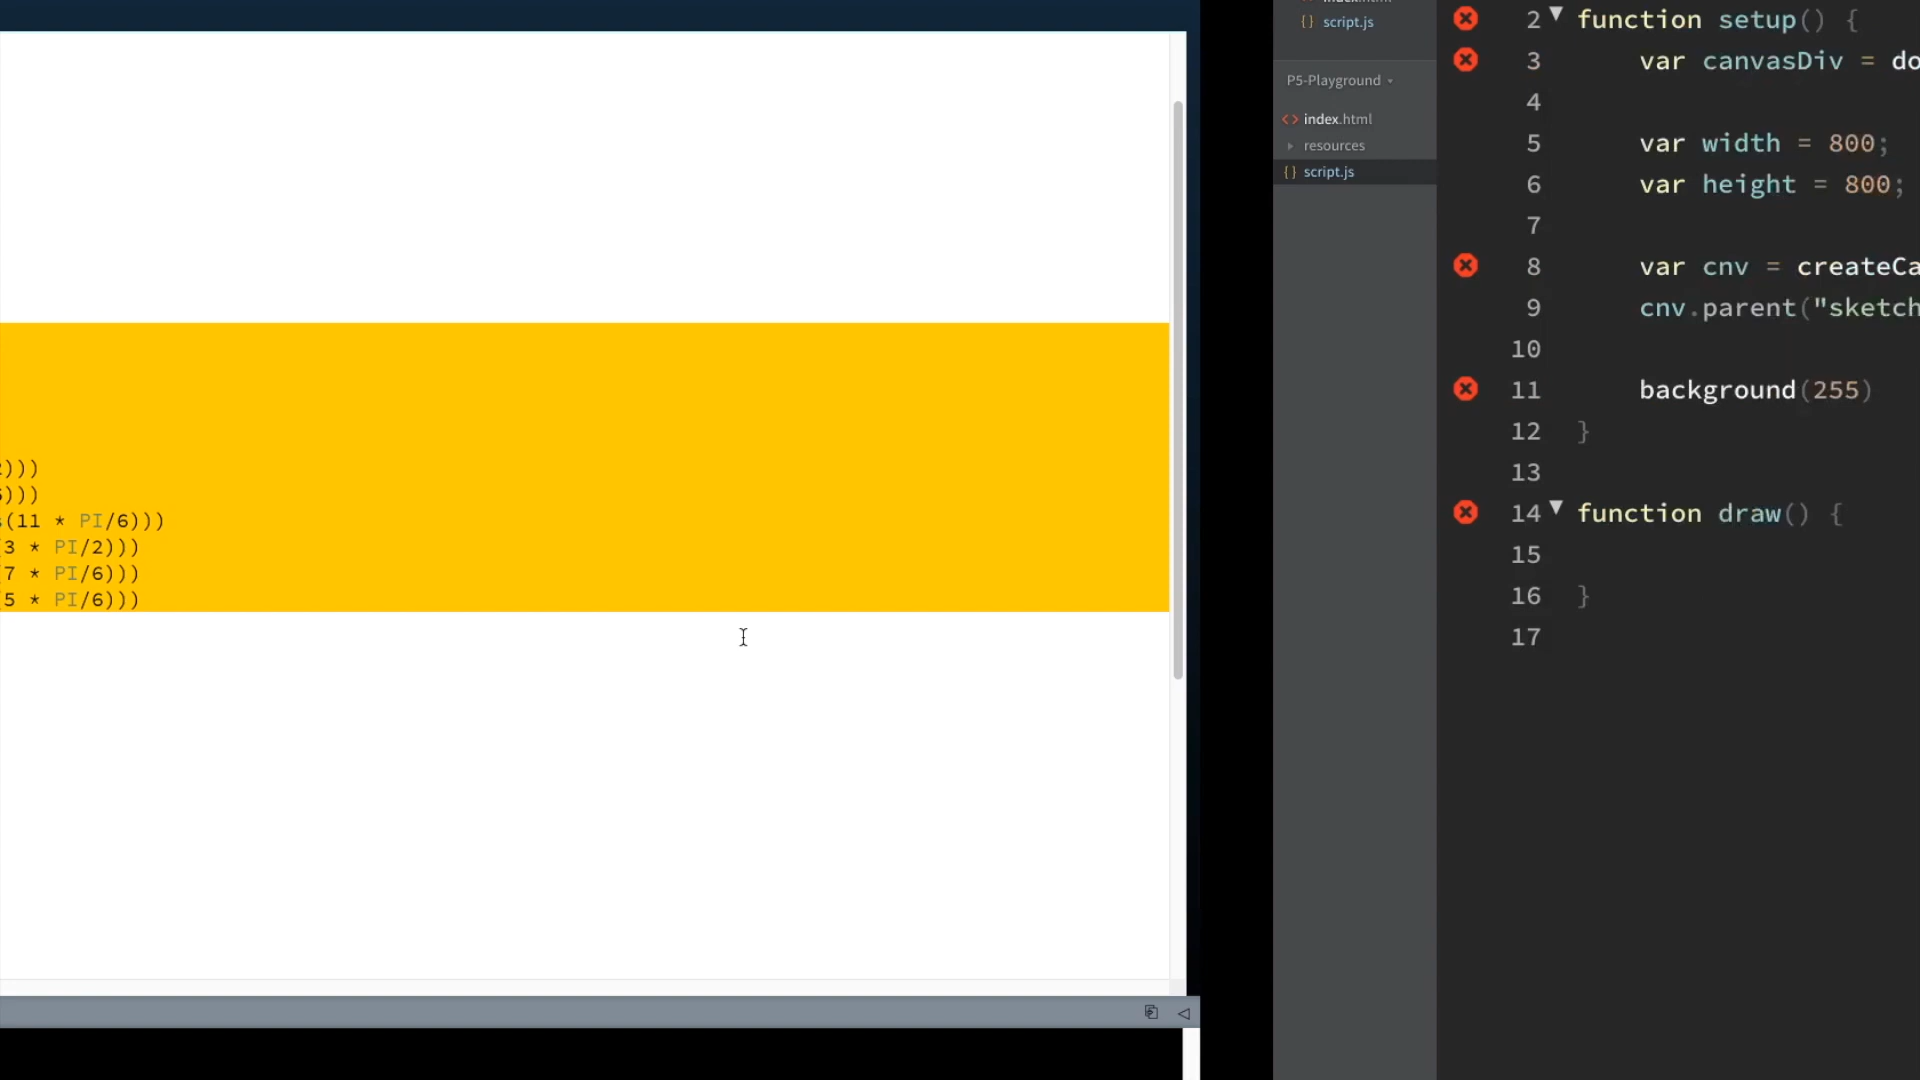 )))
)))
(11 * PI/6)))
3 * PI/2)))
7 * PI/6)))
5 * PI/6)))
script.js
P5-Playground
<> index.html
resources
{} script.js
2 function setup() {
3 var canvasDiv = do
4
5 var width = 800;
6 var height = 800;
7
8 var cnv = createCa
9 cnv.parent("sketch
10
11 background(255)
12 }
13
14 function draw() {
15
16 }
17